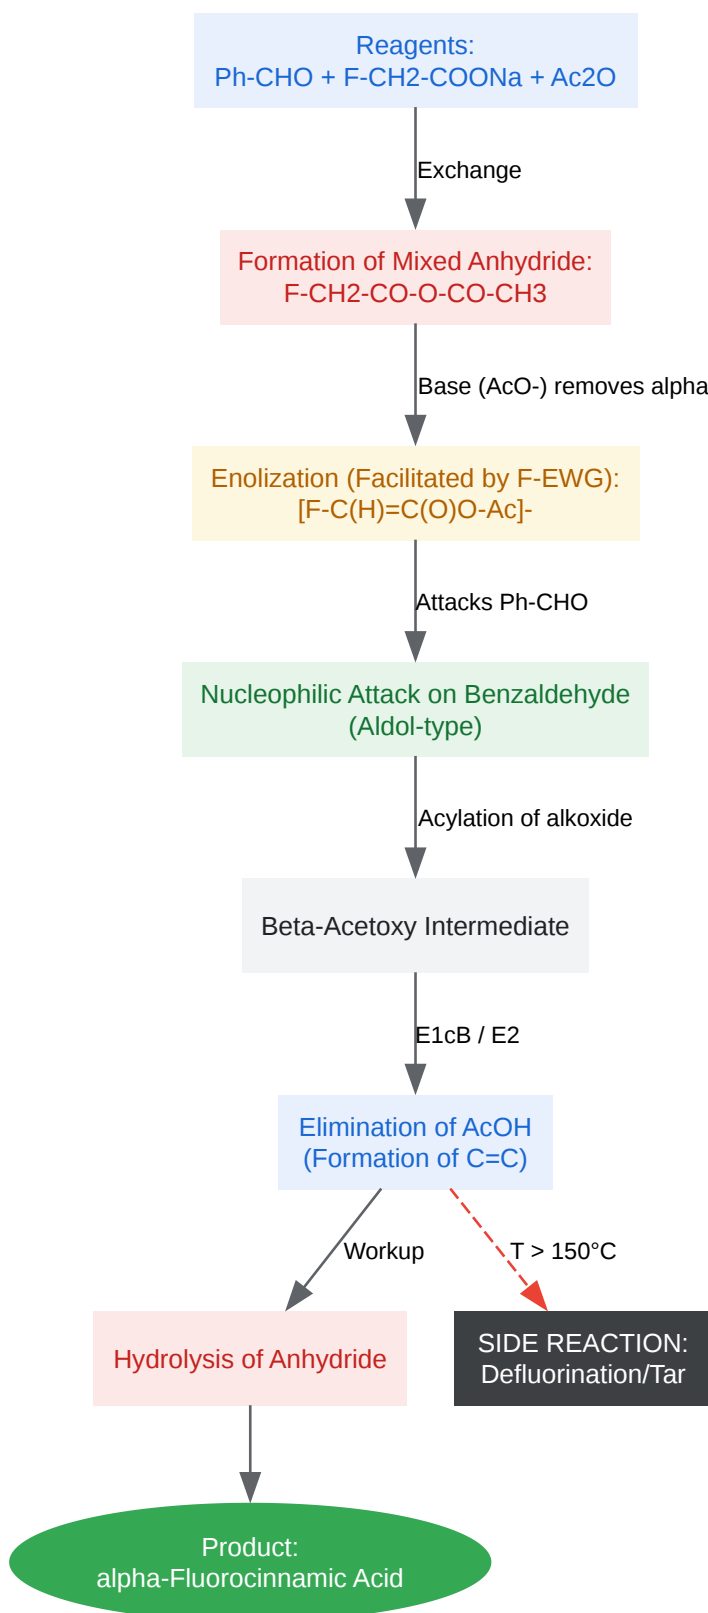 Reagents:
Ph-CHO + F-CH2-COONa + Ac2O
Exchange
Formation of Mixed Anhydride:
F-CH2-CO-O-CO-CH3
Base (AcO-) removes alpha
Enolization (Facilitated by F-EWG):
[F-C(H)=C(O)O-Ac]-
Attacks Ph-CHO
Nucleophilic Attack on Benzaldehyde
(Aldol-type)
Acylation of alkoxide
Beta-Acetoxy Intermediate
E1cB / E2
Elimination of AcOH
(Formation of C=C)
Workup
T > 150°C
Hydrolysis of Anhydride
SIDE REACTION:
Defluorination/Tar
Product:
alpha-Fluorocinnamic Acid